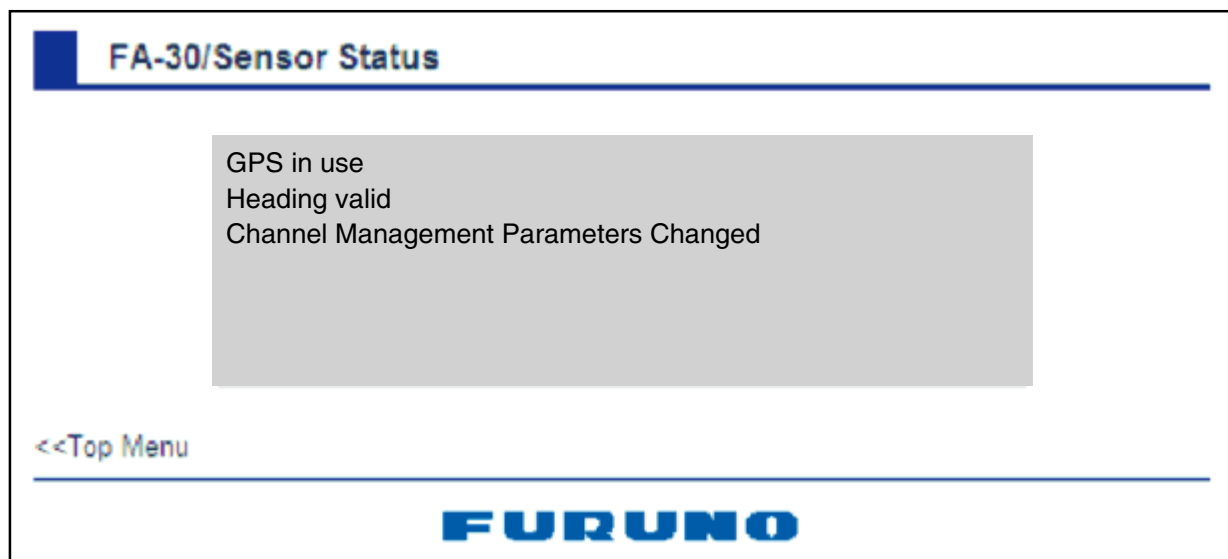 FA-30/Sensor Status
GPS in use
Heading valid
Channel Management Parameters Changed
<<Top Menu
FURUNO